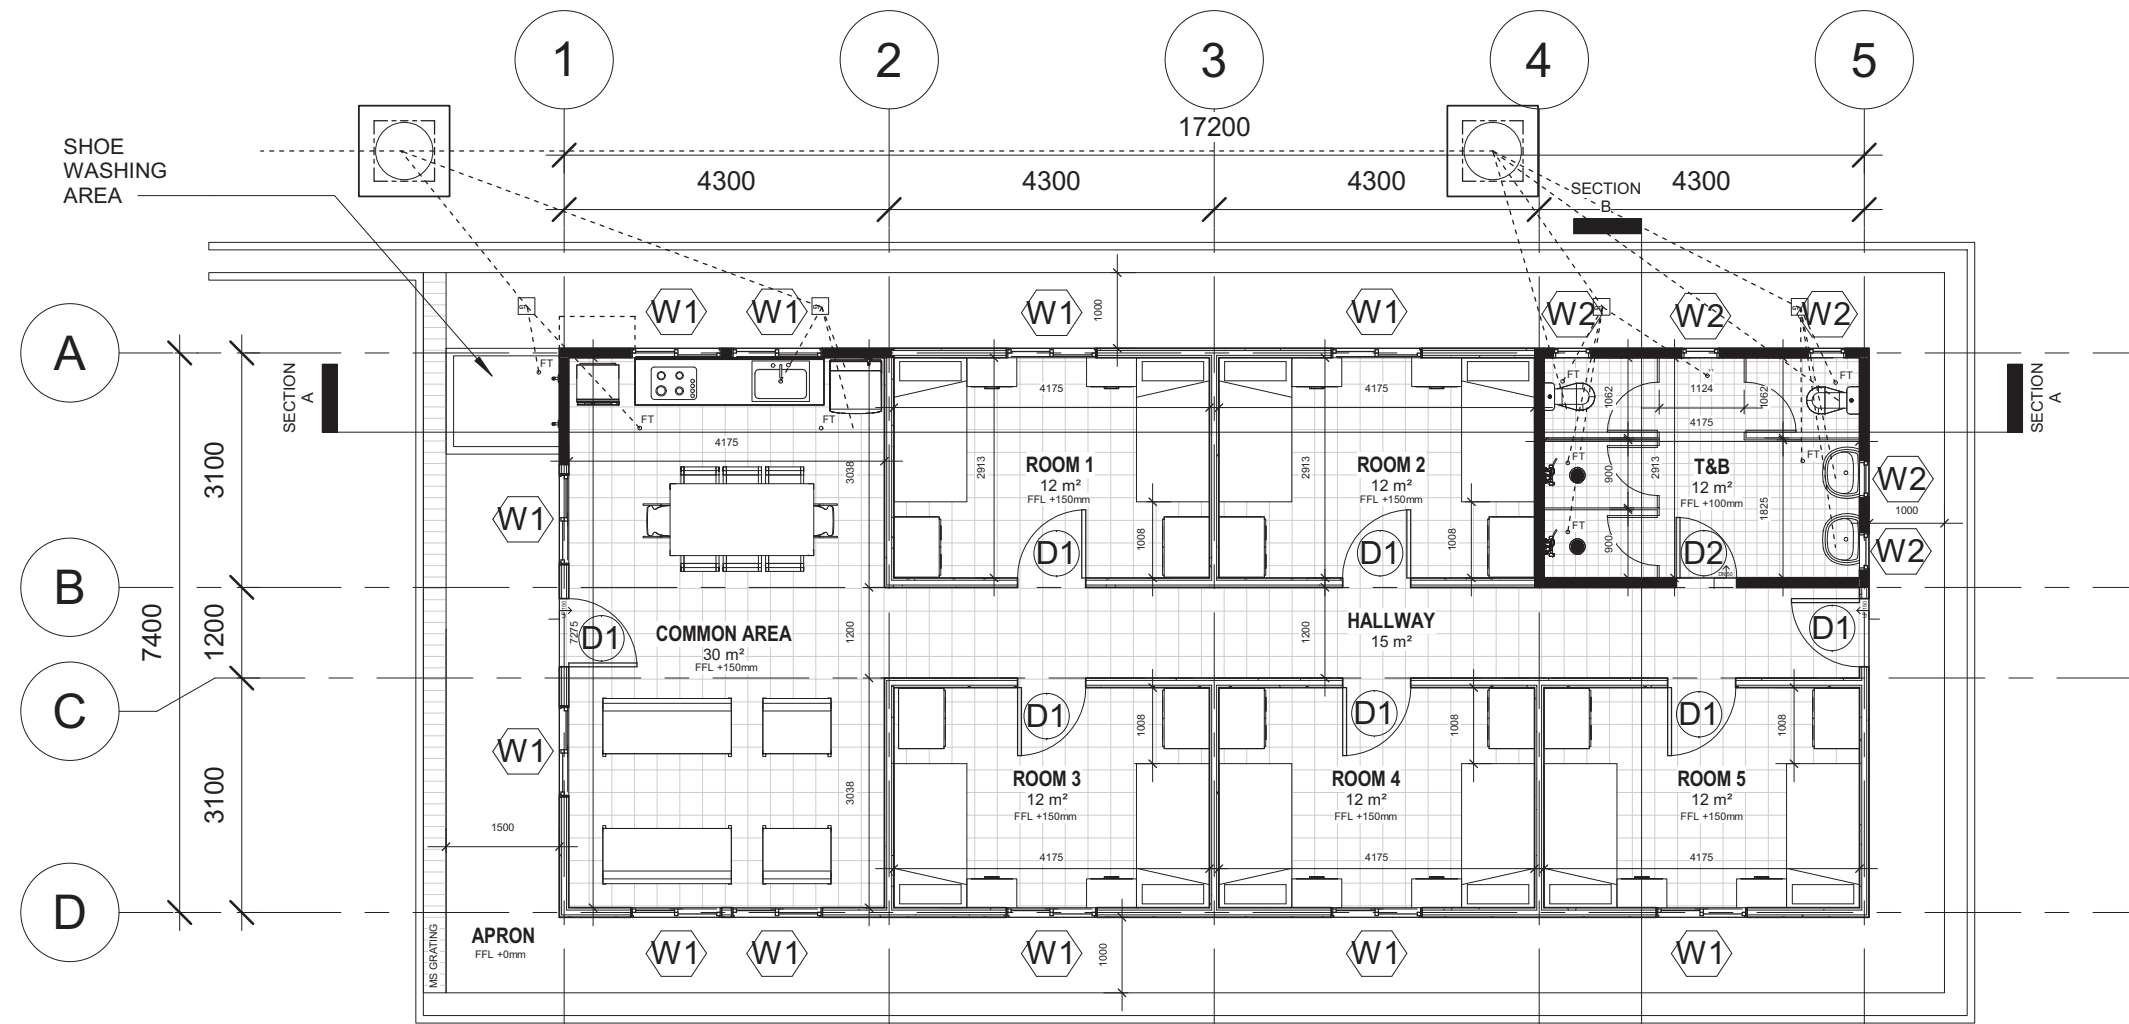 1
2
3
4
5
17200
4300
4300
4300
4300
SHOE
WASHING
AREA
SECTION
B
W1
W1
W1
W1
W2
W2
W2
1000
A
B
C
D
3100
1200
3100
7400
SECTION
A
SECTION
A
FT
FT
FT
FT
FT
FT
FT
FT
4175
4175
4175
1062
1124
1062
4175
3038
2913
2913
900
2913
900
1825
1008
1008
ROOM 1
12 m²
FFL +150mm
ROOM 2
12 m²
FFL +150mm
T&B
12 m²
FFL +100mm
W1
W2
1000
W2
D1
D1
D2
DN 50
7275
D1
COMMON AREA
30 m²
FFL +150mm
1200
1200
HALLWAY
15 m²
D1
D1
D1
D1
1008
1008
1008
W1
ROOM 3
12 m²
FFL +150mm
ROOM 4
12 m²
FFL +150mm
ROOM 5
12 m²
FFL +150mm
3038
1500
4175
4175
4175
MS GRATING
APRON
FFL +0mm
W1
W1
W1
W1
W1
1000